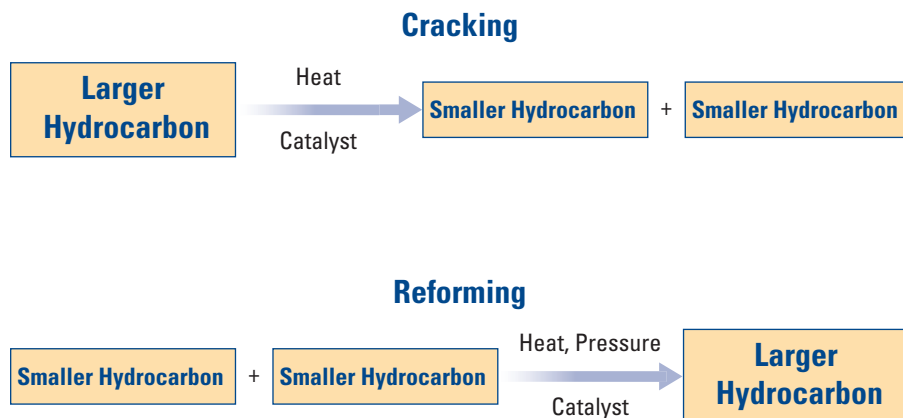 Cracking
Larger
Hydrocarbon
Heat
Catalyst
Smaller Hydrocarbon + Smaller Hydrocarbon
Reforming
Smaller Hydrocarbon + Smaller Hydrocarbon
Heat, Pressure
Catalyst
Larger
Hydrocarbon